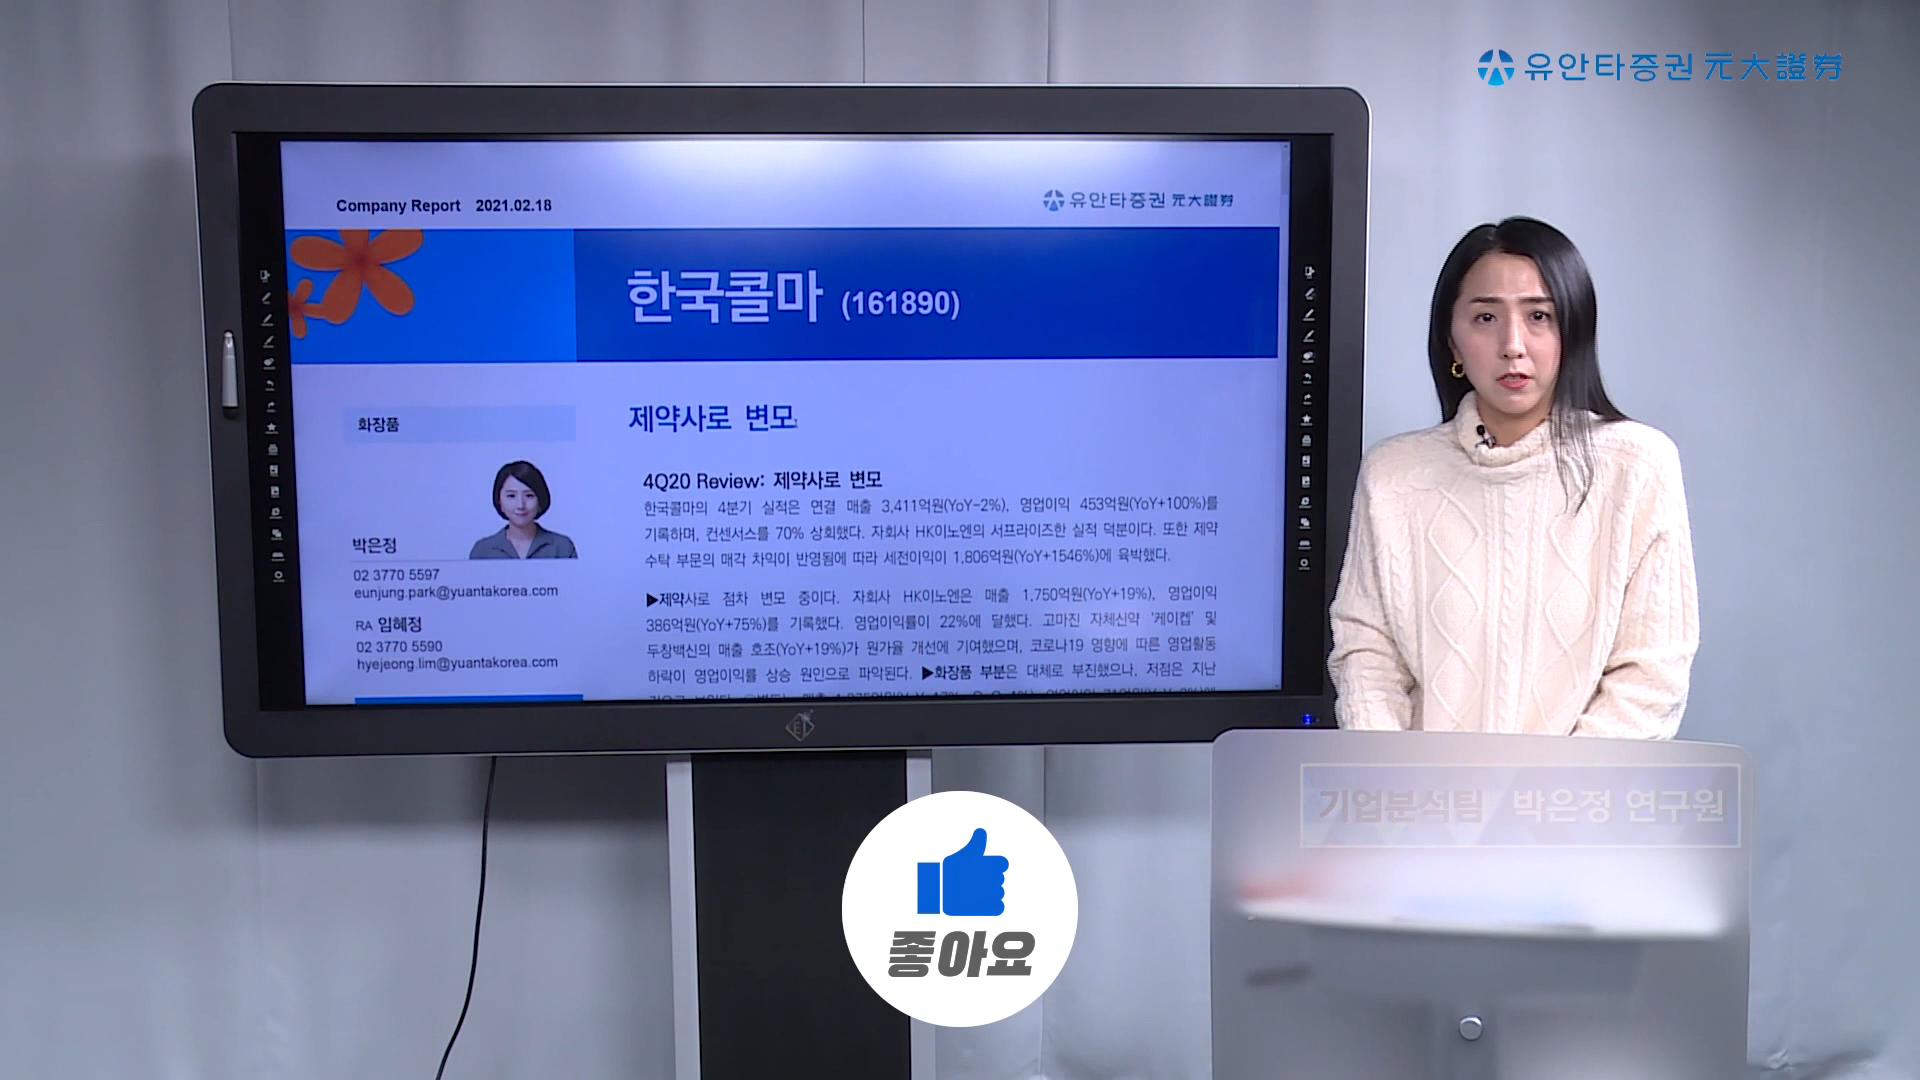 유안타증권 元大證券
Company Report 2021.02.18
유안타증권 元大證券
한국콜마 (161890)
화장품
박은정
02 3770 5597
eunjung.park@yuantakorea.com
RA 임혜정
02 3770 5590
hyejeong.lim@yuantakorea.com
제약사로 변모
4Q20 Review: 제약사로 변모
한국콜마의 4분기 실적은 연결 매출 3,411억원(YoY-2%), 영업이익 453억원(YoY+100%)를
기록하며, 컨센서스를 70% 상회했다. 자회사 HK이노엔의 서프라이즈한 실적 덕분이다. 또한 제약
수탁 부문의 매각 차익이 반영됨에 따라 세전이익이 1,806억원(YoY+1546%)에 육박했다.
▶제약사로 점차 변모 중이다. 자회사 HK이노엔은 매출 1,750억원(YoY+19%), 영업이익
386억원(YoY+75%)를 기록했다. 영업이익률이 22%에 달했다. 고마진 자체신약 '케이캡' 및
두창백신의 매출 호조(YoY+19%)가 원가율 개선에 기여했으며, 코로나19 영향에 따른 영업활동
하락이 영업이익률 상승 원인으로 파악된다. ▶화장품 부분은 대체로 부진했으나, 저점은 지난
기업분석팀 박은정 연구원
좋아요